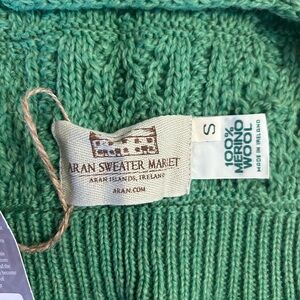 ARAN SWEATER MARKET
ARAN ISLANDS, IRELAND
ARAN.COM
S
100%
MERINO
WOOL
MADE IN IRELAND